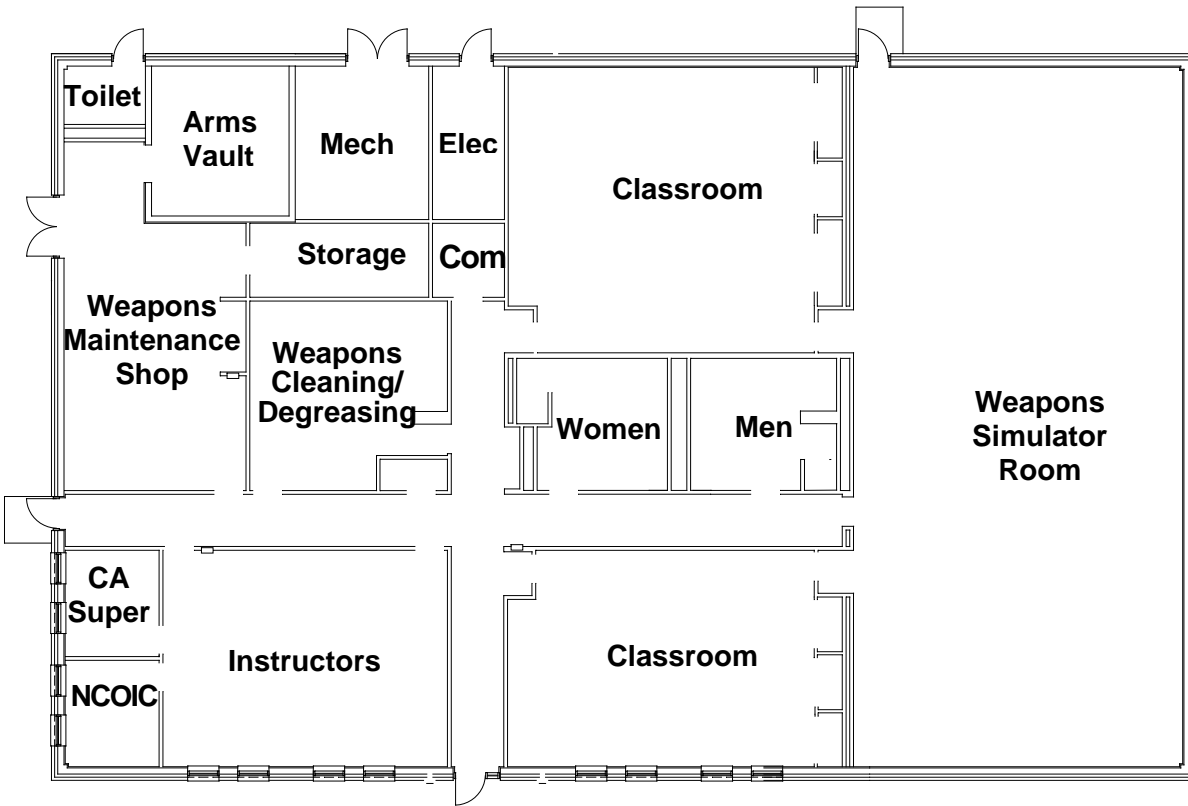 Toilet
Arms
Vault
Mech
Elec
Classroom
Storage
Com
Weapons
Maintenance
Shop
Weapons
Cleaning/
Degreasing
Women
Men
Weapons
Simulator
Room
CA
Super
NCOIC
Instructors
Classroom